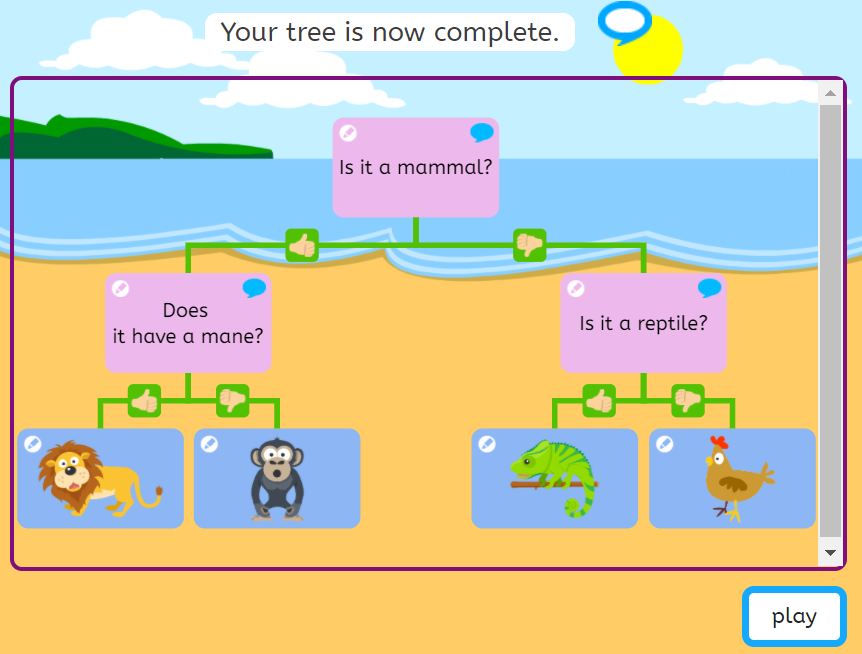 Your tree is now complete.
Is it a mammal?
Does
it have a mane?
Is it a reptile?
play